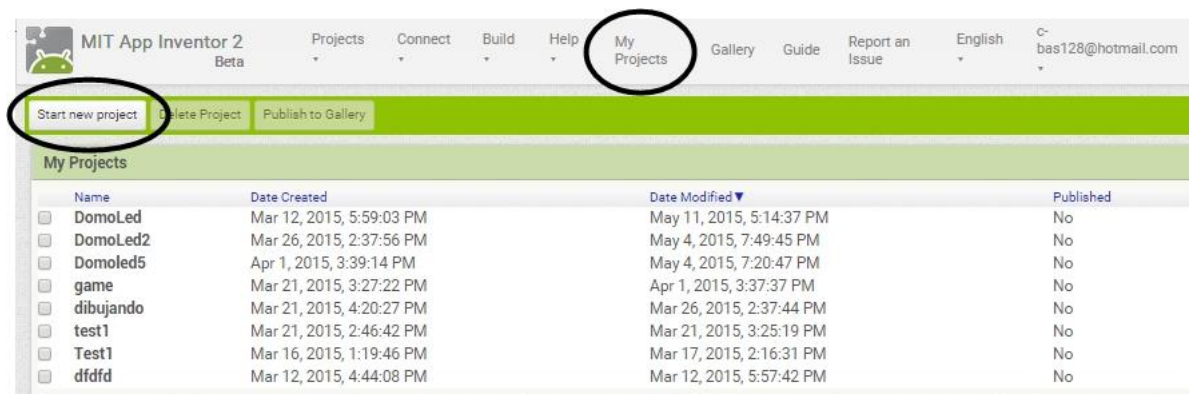 MIT App Inventor 2
Beta
Projects
Connect
Build
Help
My
Projects
Gallery
Guide
Report an
Issue
English
c-
bas128@hotmail.com
Start new project
Delete Project
Publish to Gallery
My Projects
Name Date Created Date Modified▼ Published
DomoLed Mar 12, 2015, 5:59:03 PM May 11, 2015, 5:14:37 PM No
DomoLed2 Mar 26, 2015, 2:37:56 PM May 4, 2015, 7:49:45 PM No
Domoled5 Apr 1, 2015, 3:39:14 PM May 4, 2015, 7:20:47 PM No
game Mar 21, 2015, 3:27:22 PM Apr 1, 2015, 3:37:37 PM No
dibujando Mar 21, 2015, 4:20:27 PM Mar 26, 2015, 2:37:44 PM No
test1 Mar 21, 2015, 2:46:42 PM Mar 21, 2015, 3:25:19 PM No
Test1 Mar 16, 2015, 1:19:46 PM Mar 17, 2015, 2:16:31 PM No
dfdfd Mar 12, 2015, 4:44:08 PM Mar 12, 2015, 5:57:42 PM No